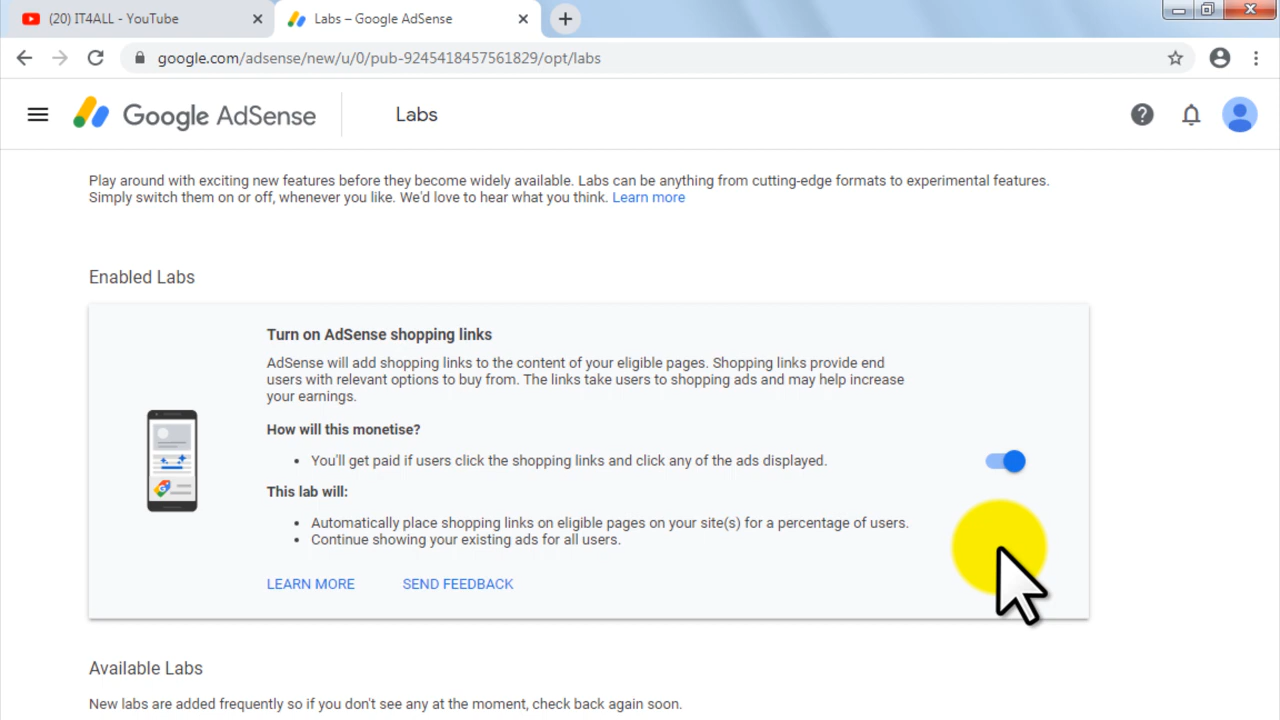 (20) IT4ALL - YouTube
Labs – Google AdSense
google.com/adsense/new/u/0/pub-9245418457561829/opt/labs
Google AdSense
Labs
Play around with exciting new features before they become widely available. Labs can be anything from cutting-edge formats to experimental features.
Simply switch them on or off, whenever you like. We'd love to hear what you think. Learn more
Enabled Labs
Turn on AdSense shopping links
AdSense will add shopping links to the content of your eligible pages. Shopping links provide end
users with relevant options to buy from. The links take users to shopping ads and may help increase
your earnings.
How will this monetise?
• You'll get paid if users click the shopping links and click any of the ads displayed.
This lab will:
• Automatically place shopping links on eligible pages on your site(s) for a percentage of users.
• Continue showing your existing ads for all users.
LEARN MORE SEND FEEDBACK
Available Labs
New labs are added frequently so if you don't see any at the moment, check back again soon.